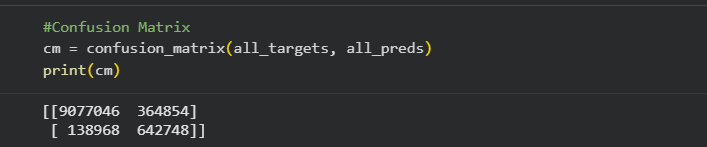 #Confusion Matrix
cm = confusion_matrix(all_targets, all_preds)
print(cm)
[[9077046 364854]
[ 138968 642748]]